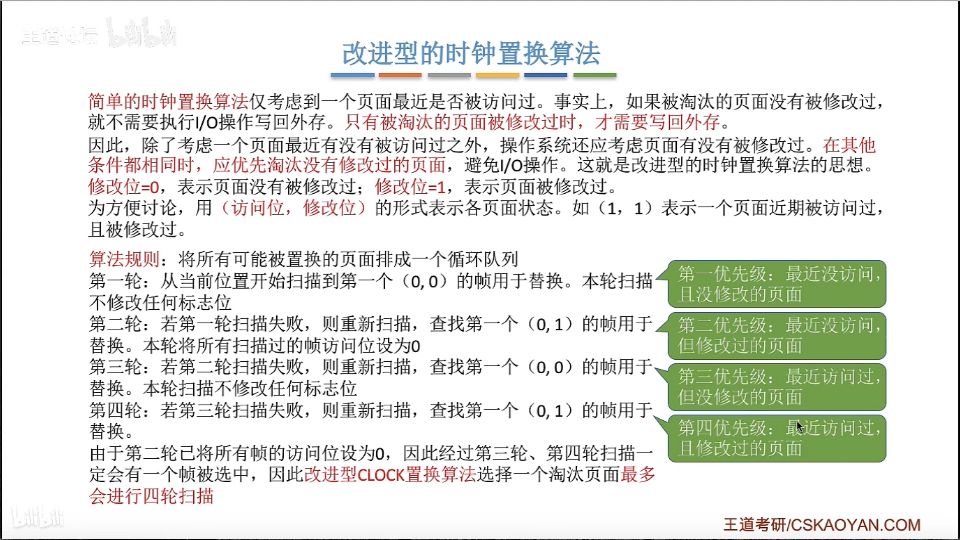 王道考研 bilibili
改进型的时钟置换算法
简单的时钟置换算法仅考虑到一个页面最近是否被访问过。事实上，如果被淘汰的页面没有被修改过，
就不需要执行I/O操作写回外存。只有被淘汰的页面被修改过时，才需要写回外存。
因此，除了考虑一个页面最近有没有被访问过之外，操作系统还应考虑页面有没有被修改过。在其他
条件都相同时，应优先淘汰没有修改过的页面，避免I/O操作。这就是改进型的时钟置换算法的思想。
修改位=0，表示页面没有被修改过；修改位=1，表示页面被修改过。
为方便讨论，用（访问位，修改位）的形式表示各页面状态。如（1，1）表示一个页面近期被访问过，
且被修改过。
算法规则：将所有可能被置换的页面排成一个循环队列
第一轮：从当前位置开始扫描到第一个（0, 0）的帧用于替换。本轮扫描
不修改任何标志位
第二轮：若第一轮扫描失败，则重新扫描，查找第一个（0, 1）的帧用于
替换。本轮将所有扫描过的帧访问位设为0
第三轮：若第二轮扫描失败，则重新扫描，查找第一个（0, 0）的帧用于
替换。本轮扫描不修改任何标志位
第四轮：若第三轮扫描失败，则重新扫描，查找第一个（0, 1）的帧用于
替换。
由于第二轮已将所有帧的访问位设为0，因此经过第三轮、第四轮扫描一
定会有一个帧被选中，因此改进型CLOCK置换算法选择一个淘汰页面最多
会进行四轮扫描
第一优先级：最近没访问，
且没修改的页面
第二优先级：最近没访问，
但修改过的页面
第三优先级：最近访问过，
但没修改的页面
第四优先级：最近访问过，
且修改过的页面
bilibili
王道考研/CSKAOYAN.COM